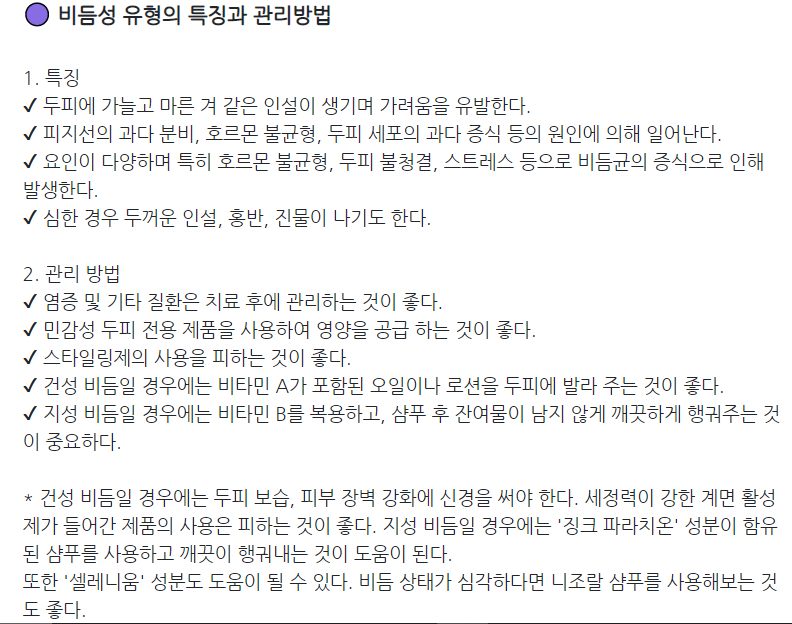 비듬성 유형의 특징과 관리방법
1. 특징
✓ 두피에 가늘고 마른 겨 같은 인설이 생기며 가려움을 유발한다.
✓ 피지선의 과다 분비, 호르몬 불균형, 두피 세포의 과다 증식 등의 원인에 의해 일어난다.
✓ 요인이 다양하며 특히 호르몬 불균형, 두피 불청결, 스트레스 등으로 비듬균의 증식으로 인해
발생한다.
✓ 심한 경우 두꺼운 인설, 홍반, 진물이 나기도 한다.
2. 관리 방법
✓ 염증 및 기타 질환은 치료 후에 관리하는 것이 좋다.
✓ 민감성 두피 전용 제품을 사용하여 영양을 공급 하는 것이 좋다.
✓ 스타일링제의 사용을 피하는 것이 좋다.
✓ 건성 비듬일 경우에는 비타민 A가 포함된 오일이나 로션을 두피에 발라 주는 것이 좋다.
✓ 지성 비듬일 경우에는 비타민 B를 복용하고, 샴푸 후 잔여물이 남지 않게 깨끗하게 행궈주는 것
이 중요하다.
* 건성 비듬일 경우에는 두피 보습, 피부 장벽 강화에 신경을 써야 한다. 세정력이 강한 계면 활성
제가 들어간 제품의 사용은 피하는 것이 좋다. 지성 비듬일 경우에는 '징크 파라치온' 성분이 함유
된 샴푸를 사용하고 깨끗이 행궈내는 것이 도움이 된다.
또한 '셀레니움' 성분도 도움이 될 수 있다. 비듬 상태가 심각하다면 니조랄 샴푸를 사용해보는 것
도 좋다.